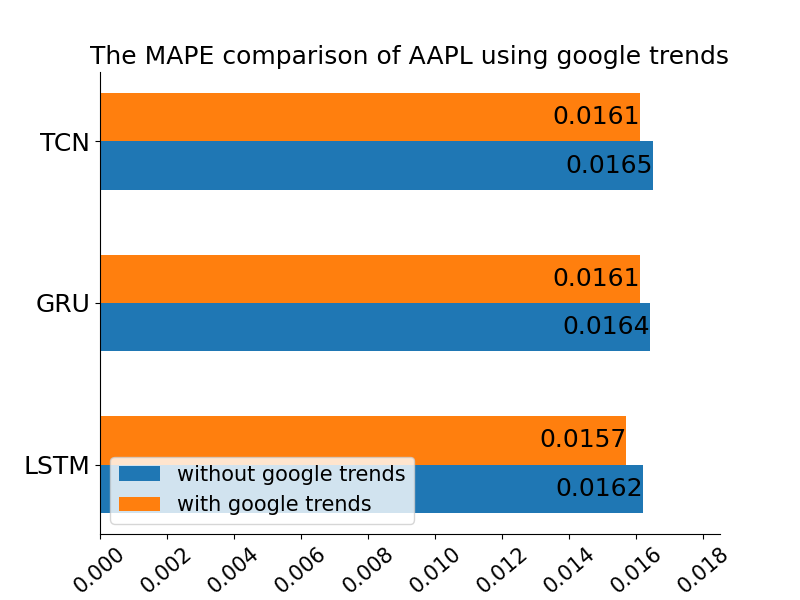 The MAPE comparison of AAPL using google trends
TCN
0.0161
0.0165
GRU
0.0161
0.0164
LSTM
0.0157
0.0162
without google trends
with google trends
0.000 0.002 0.004 0.006 0.008 0.010 0.012 0.014 0.016 0.018